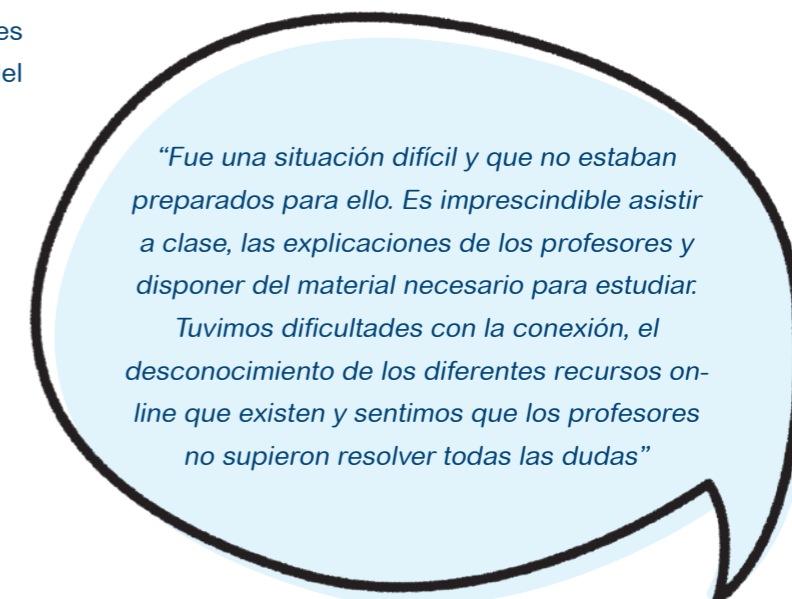 es
el
“Fue una situación difícil y que no estaban
preparados para ello. Es imprescindible asistir
a clase, las explicaciones de los profesores y
disponer del material necesario para estudiar.
Tuvimos dificultades con la conexión, el
desconocimiento de los diferentes recursos on-
line que existen y sentimos que los profesores
no supieron resolver todas las dudas”